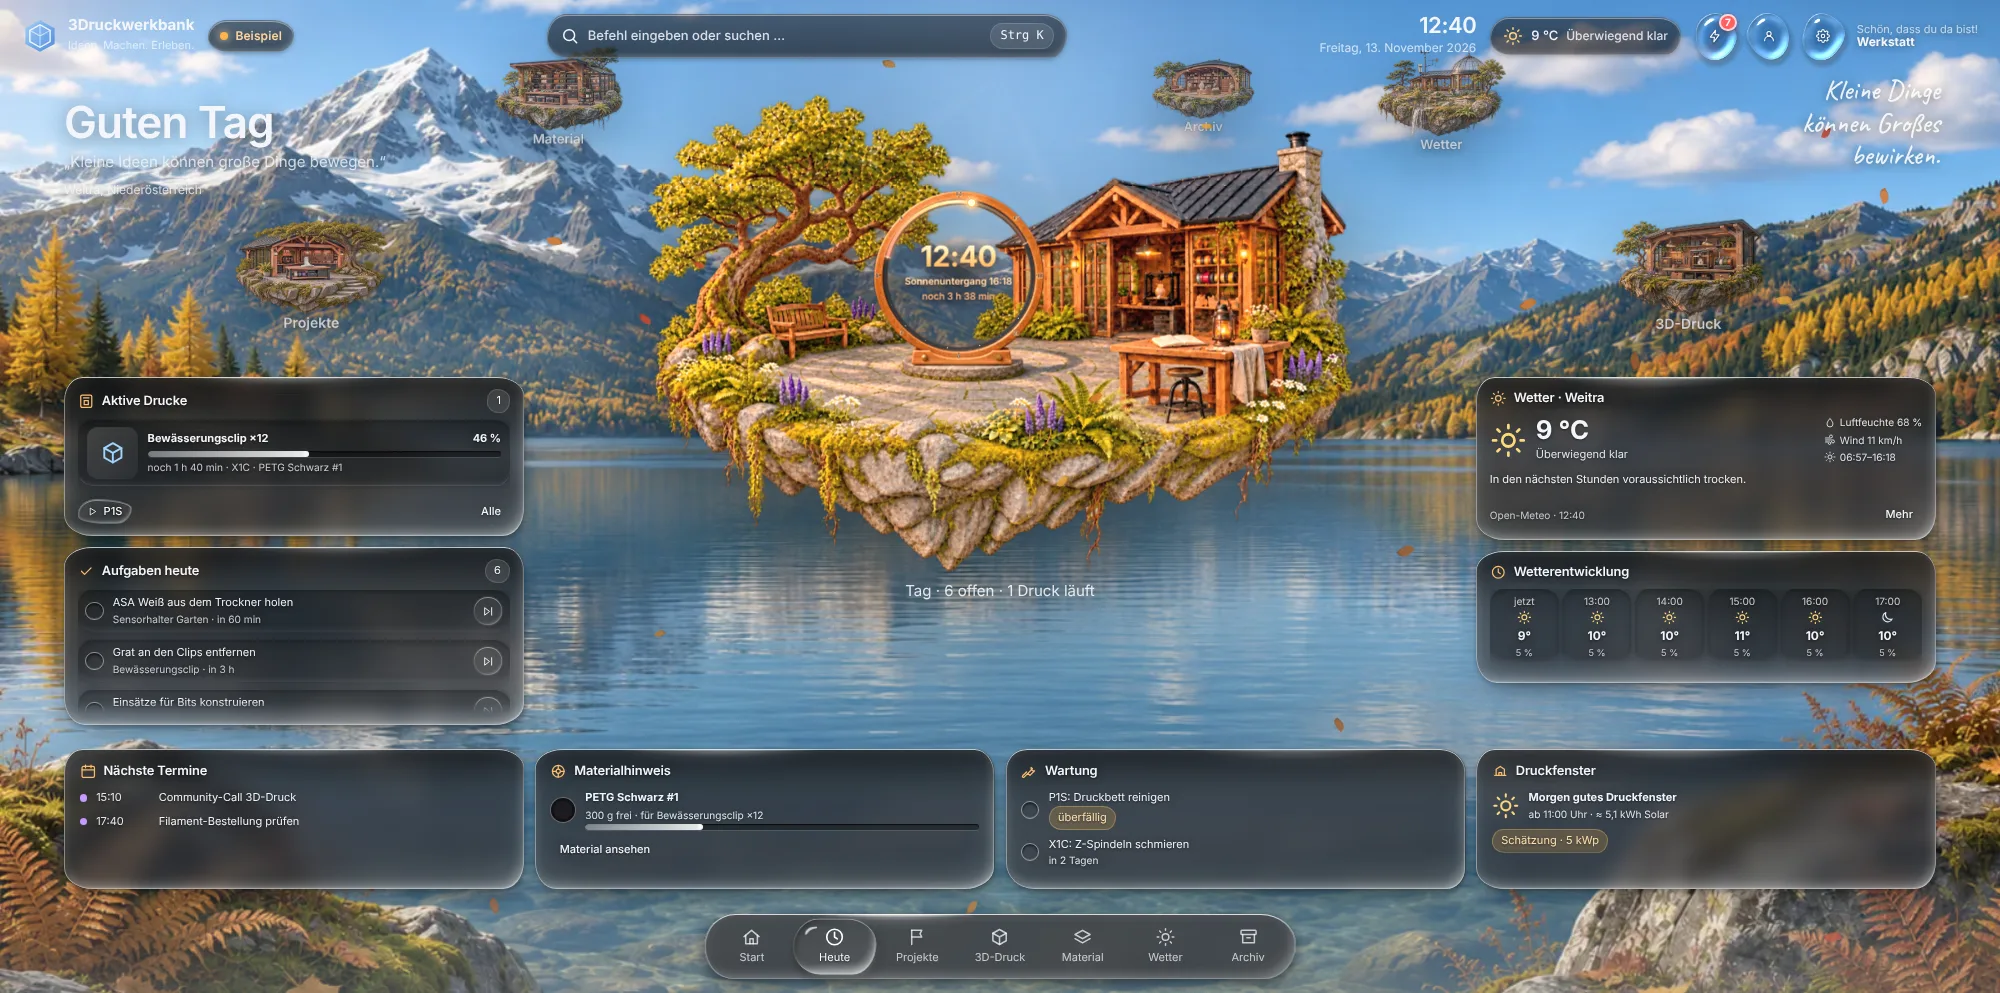 3Druckwerkbank
Ideen. Machen. Erleben.
Beispiel
Befehl eingeben oder suchen ...
Strg K
12:40
Freitag, 13. November 2026
9 °C Überwiegend klar
7
Schön, dass du da bist!
Werkstatt
Guten Tag
„Kleine Ideen können große Dinge bewegen.“
Weitra, Niederösterreich
Kleine Dinge
können Großes
bewirken.
Material
Archiv
Wetter
Projekte
3D-Druck
12:40
Sonnenuntergang 16:18
noch 3 h 38 min
Aktive Drucke
1
Bewässerungsclip ×12
46 %
noch 1 h 40 min · X1C · PETG Schwarz #1
P1S
Alle
Aufgaben heute
6
ASA Weiß aus dem Trockner holen
Sensorhalter Garten · in 60 min
Grat an den Clips entfernen
Bewässerungsclip · in 3 h
Einsätze für Bits konstruieren
Tag · 6 offen · 1 Druck läuft
Wetter · Weitra
9 °C
Überwiegend klar
Luftfeuchte 68 %
Wind 11 km/h
06:57–16:18
In den nächsten Stunden voraussichtlich trocken.
Open-Meteo · 12:40
Mehr
Wetterentwicklung
jetzt 13:00 14:00 15:00 16:00 17:00
9° 10° 10° 11° 10° 10°
5 % 5 % 5 % 5 % 5 % 5 %
Nächste Termine
15:10 Community-Call 3D-Druck
17:40 Filament-Bestellung prüfen
Materialhinweis
PETG Schwarz #1
300 g frei · für Bewässerungsclip ×12
Material ansehen
Wartung
P1S: Druckbett reinigen
überfällig
X1C: Z-Spindeln schmieren
in 2 Tagen
Druckfenster
Morgen gutes Druckfenster
ab 11:00 Uhr · ≈ 5,1 kWh Solar
Schätzung · 5 kWp
Start
Heute
Projekte
3D-Druck
Material
Wetter
Archiv